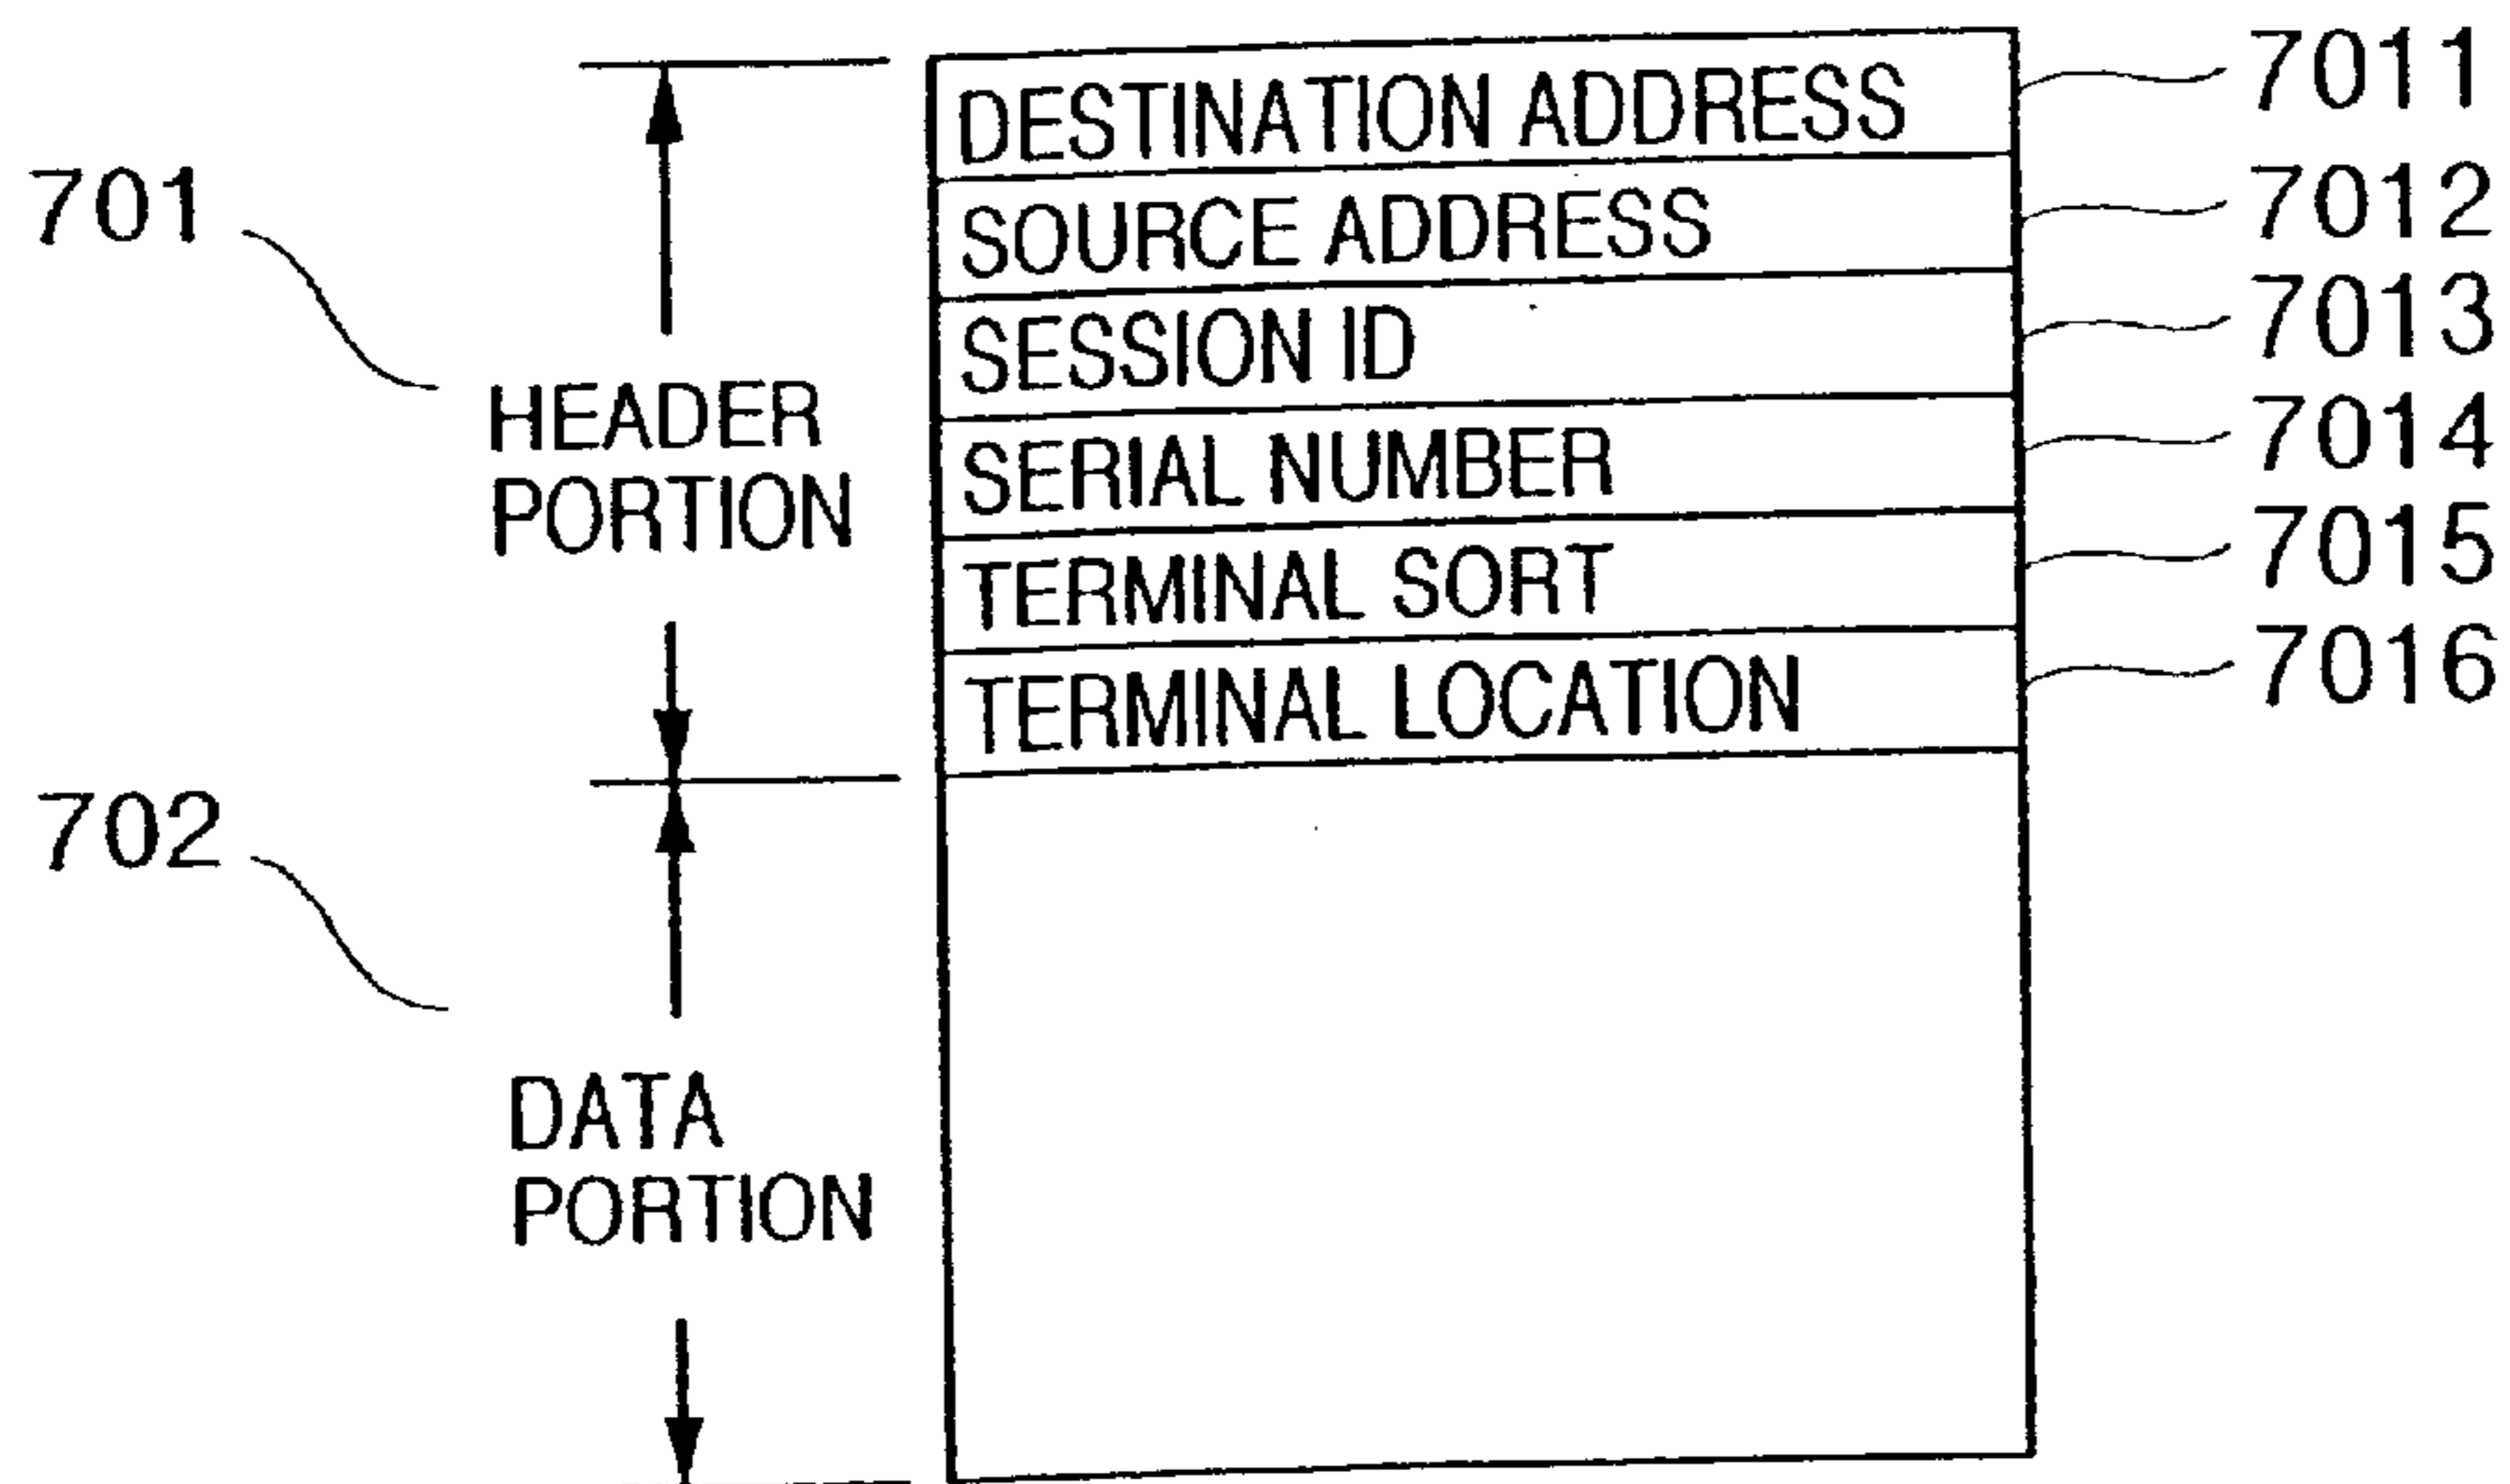 DESTINATION ADDRESS 7011
701
SOURCE ADDRESS 7012
SESSION ID 7013
HEADER
PORTION
SERIAL NUMBER 7014
TERMINAL SORT 7015
TERMINAL LOCATION 7016
702
DATA
PORTION